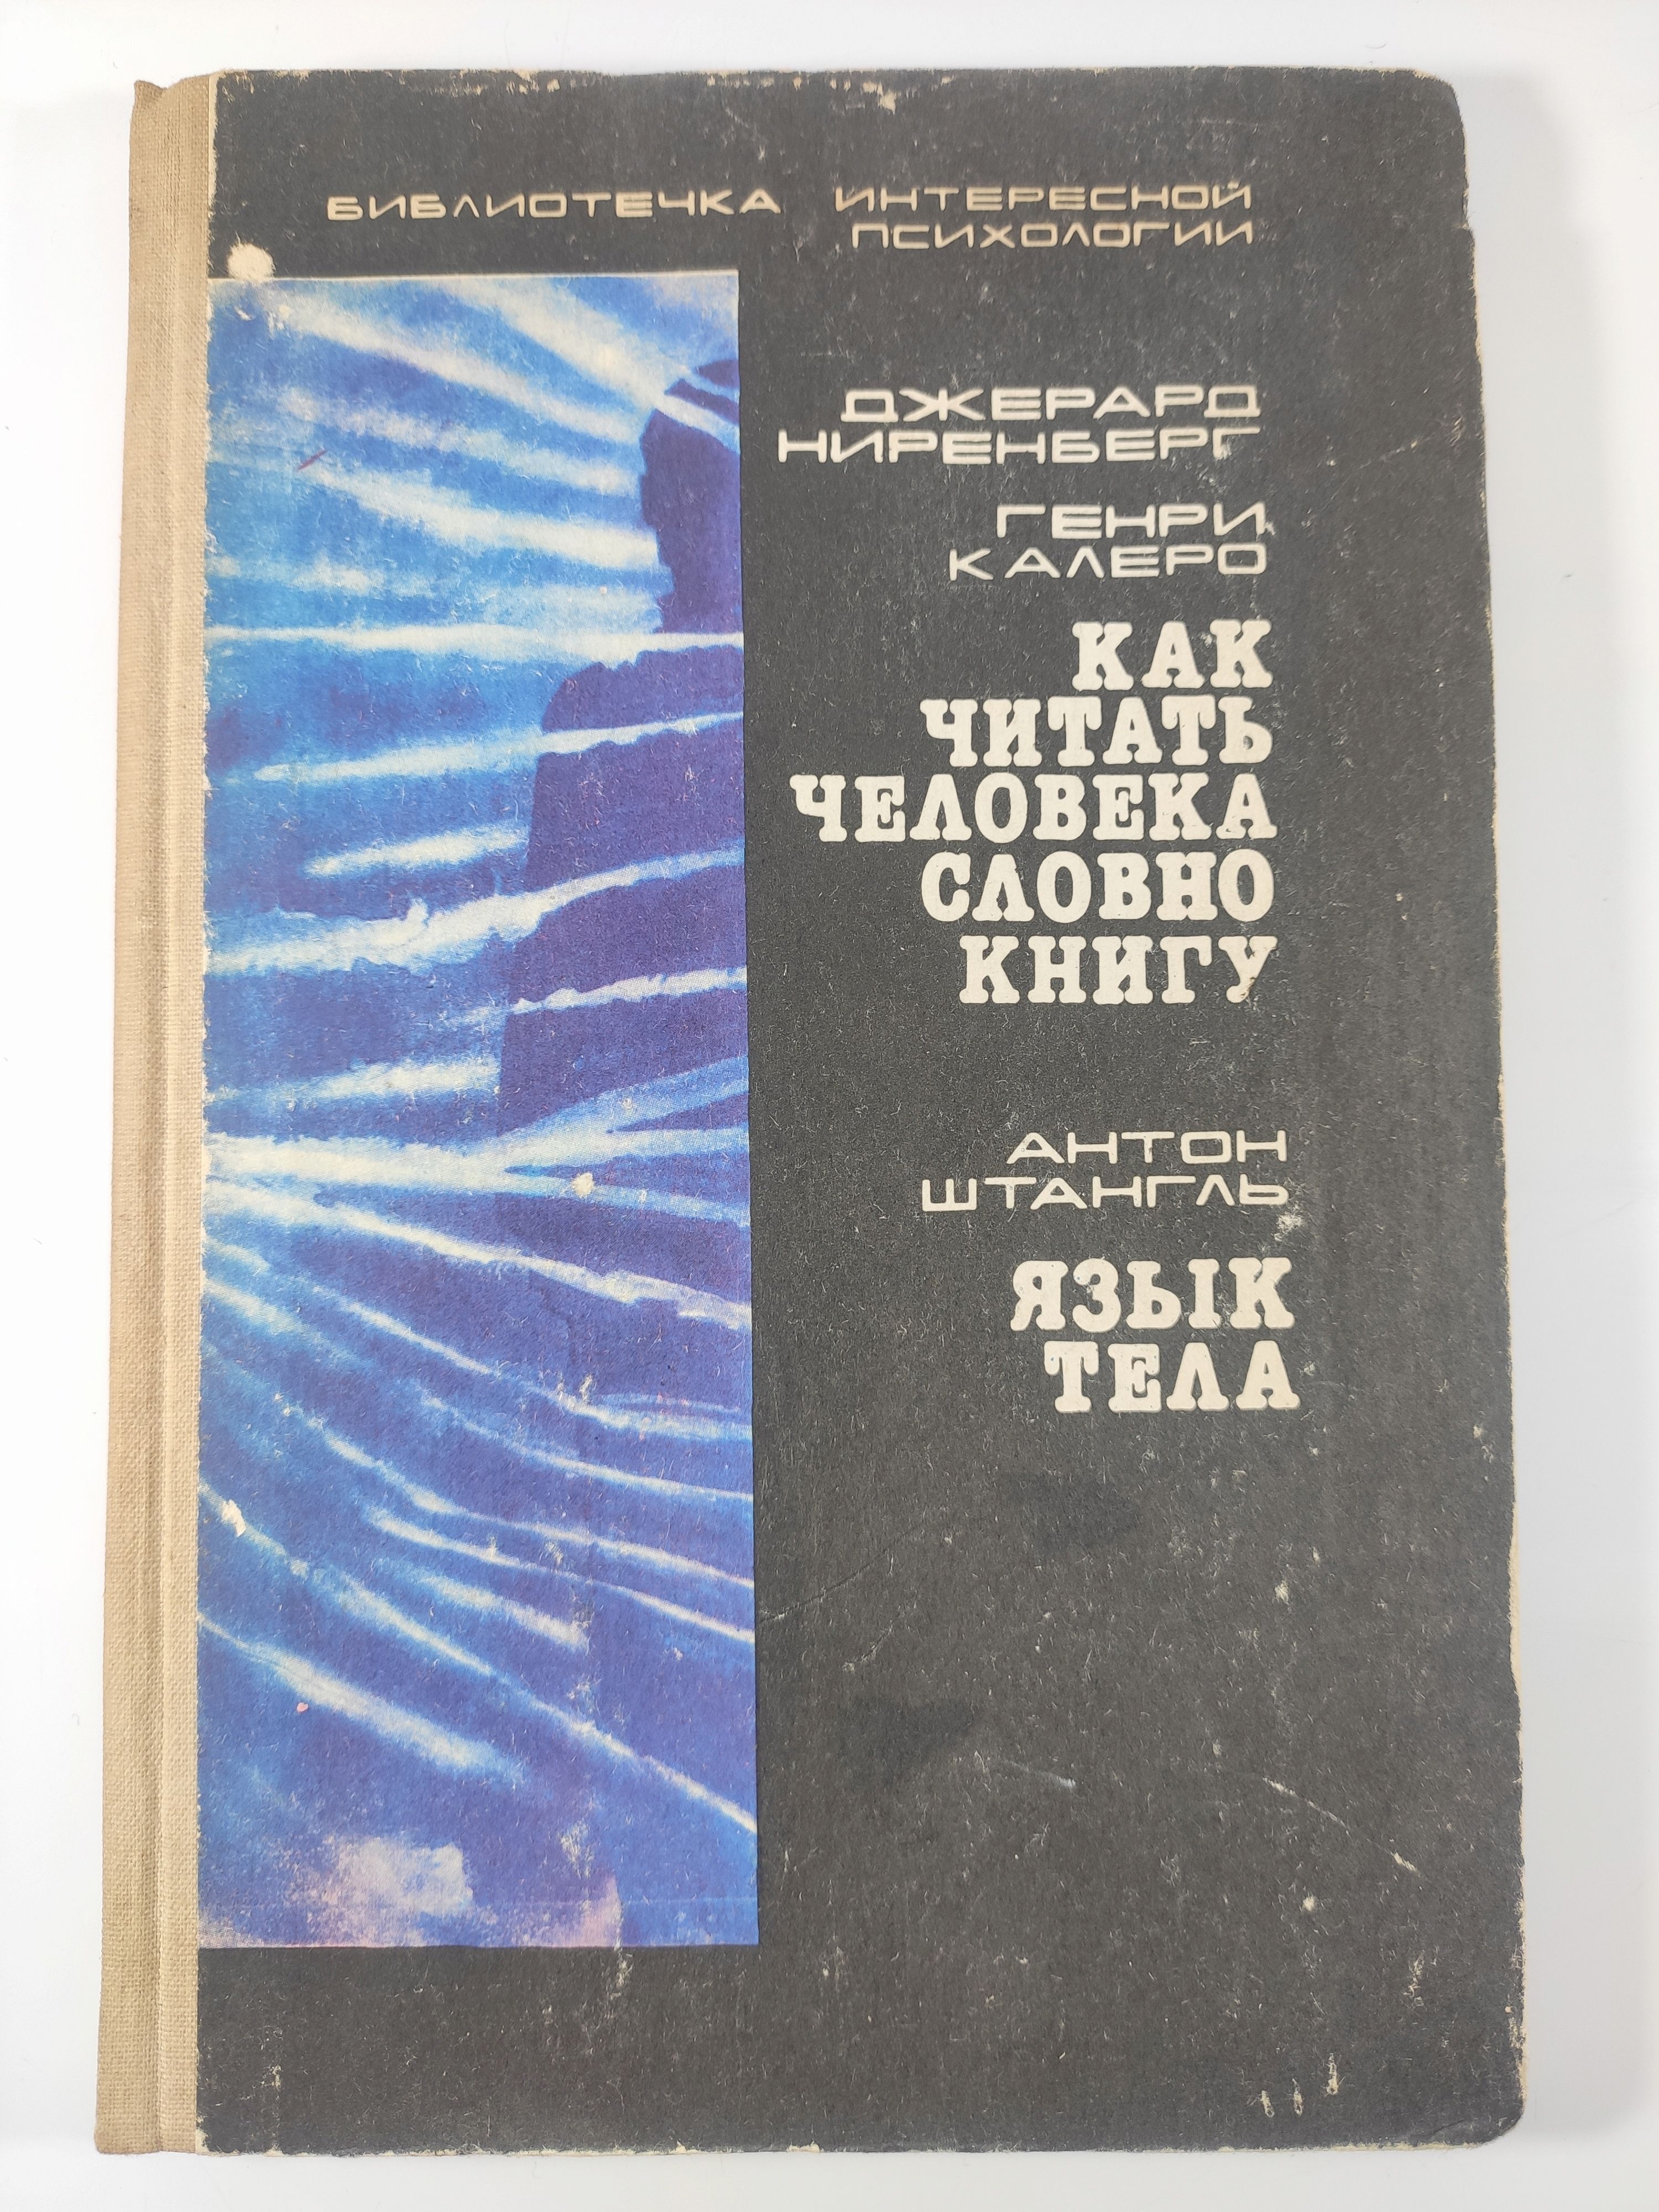 БИБЛИОТЕЧКА ИНТЕРЕСНОЙ
ПСИХОЛОГИИ
ДЖЕРАРД
НИРЕНБЕРГ
ГЕНРИ
КАЛЕРО
КАК
ЧИТАТЬ
ЧЕЛОВЕКА
СЛОВНО
КНИГУ
АНТОН
ШТАНГЛЬ
ЯЗЫК
ТЕЛА